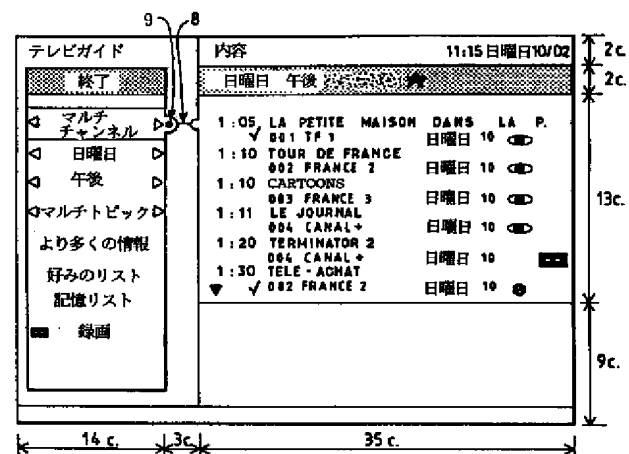 9 8
テレビガイド
内容 11:15 日曜日10/02
2c.
終了
日曜日 午後
2c.
マルチ
チャンネル
日曜日
午後
マルチトピック
より多くの情報
好みのリスト
記憶リスト
録画
1:05 LA PETITE MAISON DANS LA P.
001 TF 1 日曜日 10
1:10 TOUR DE FRANCE
002 FRANCE 2 日曜日 10
1:10 CARTOONS
003 FRANCE 3 日曜日 10
1:11 LE JOURNAL
004 CANAL+ 日曜日 10
1:20 TERMINATOR 2
004 CANAL+ 日曜日 10
1:30 TELE-ACHAT
002 FRANCE 2 日曜日 10
13c.
9c.
14 c. 3c. 35 c.